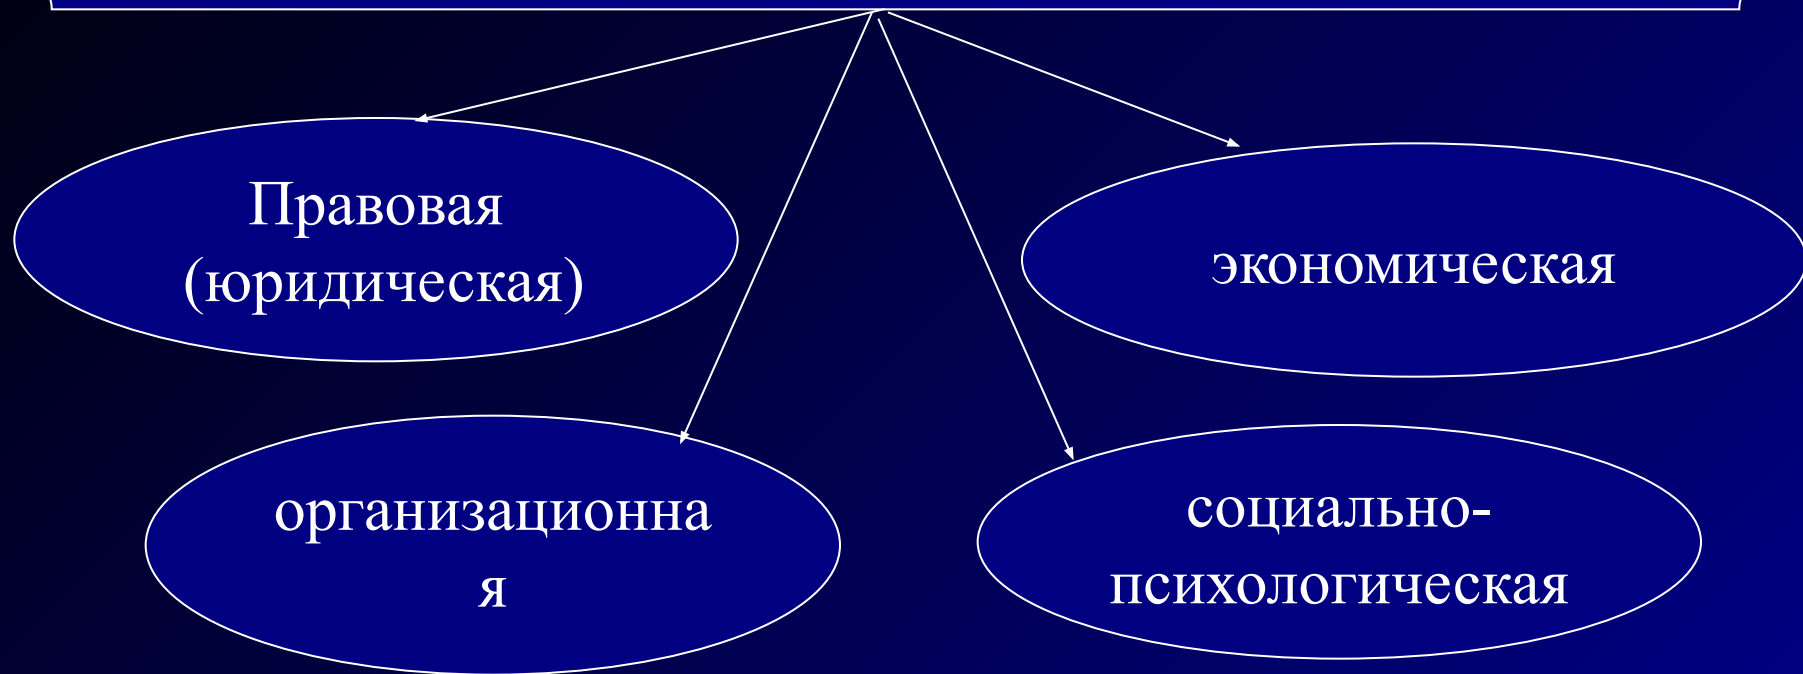 Правовая
(юридическая)
экономическая
организационна
я
социально-
психологическая